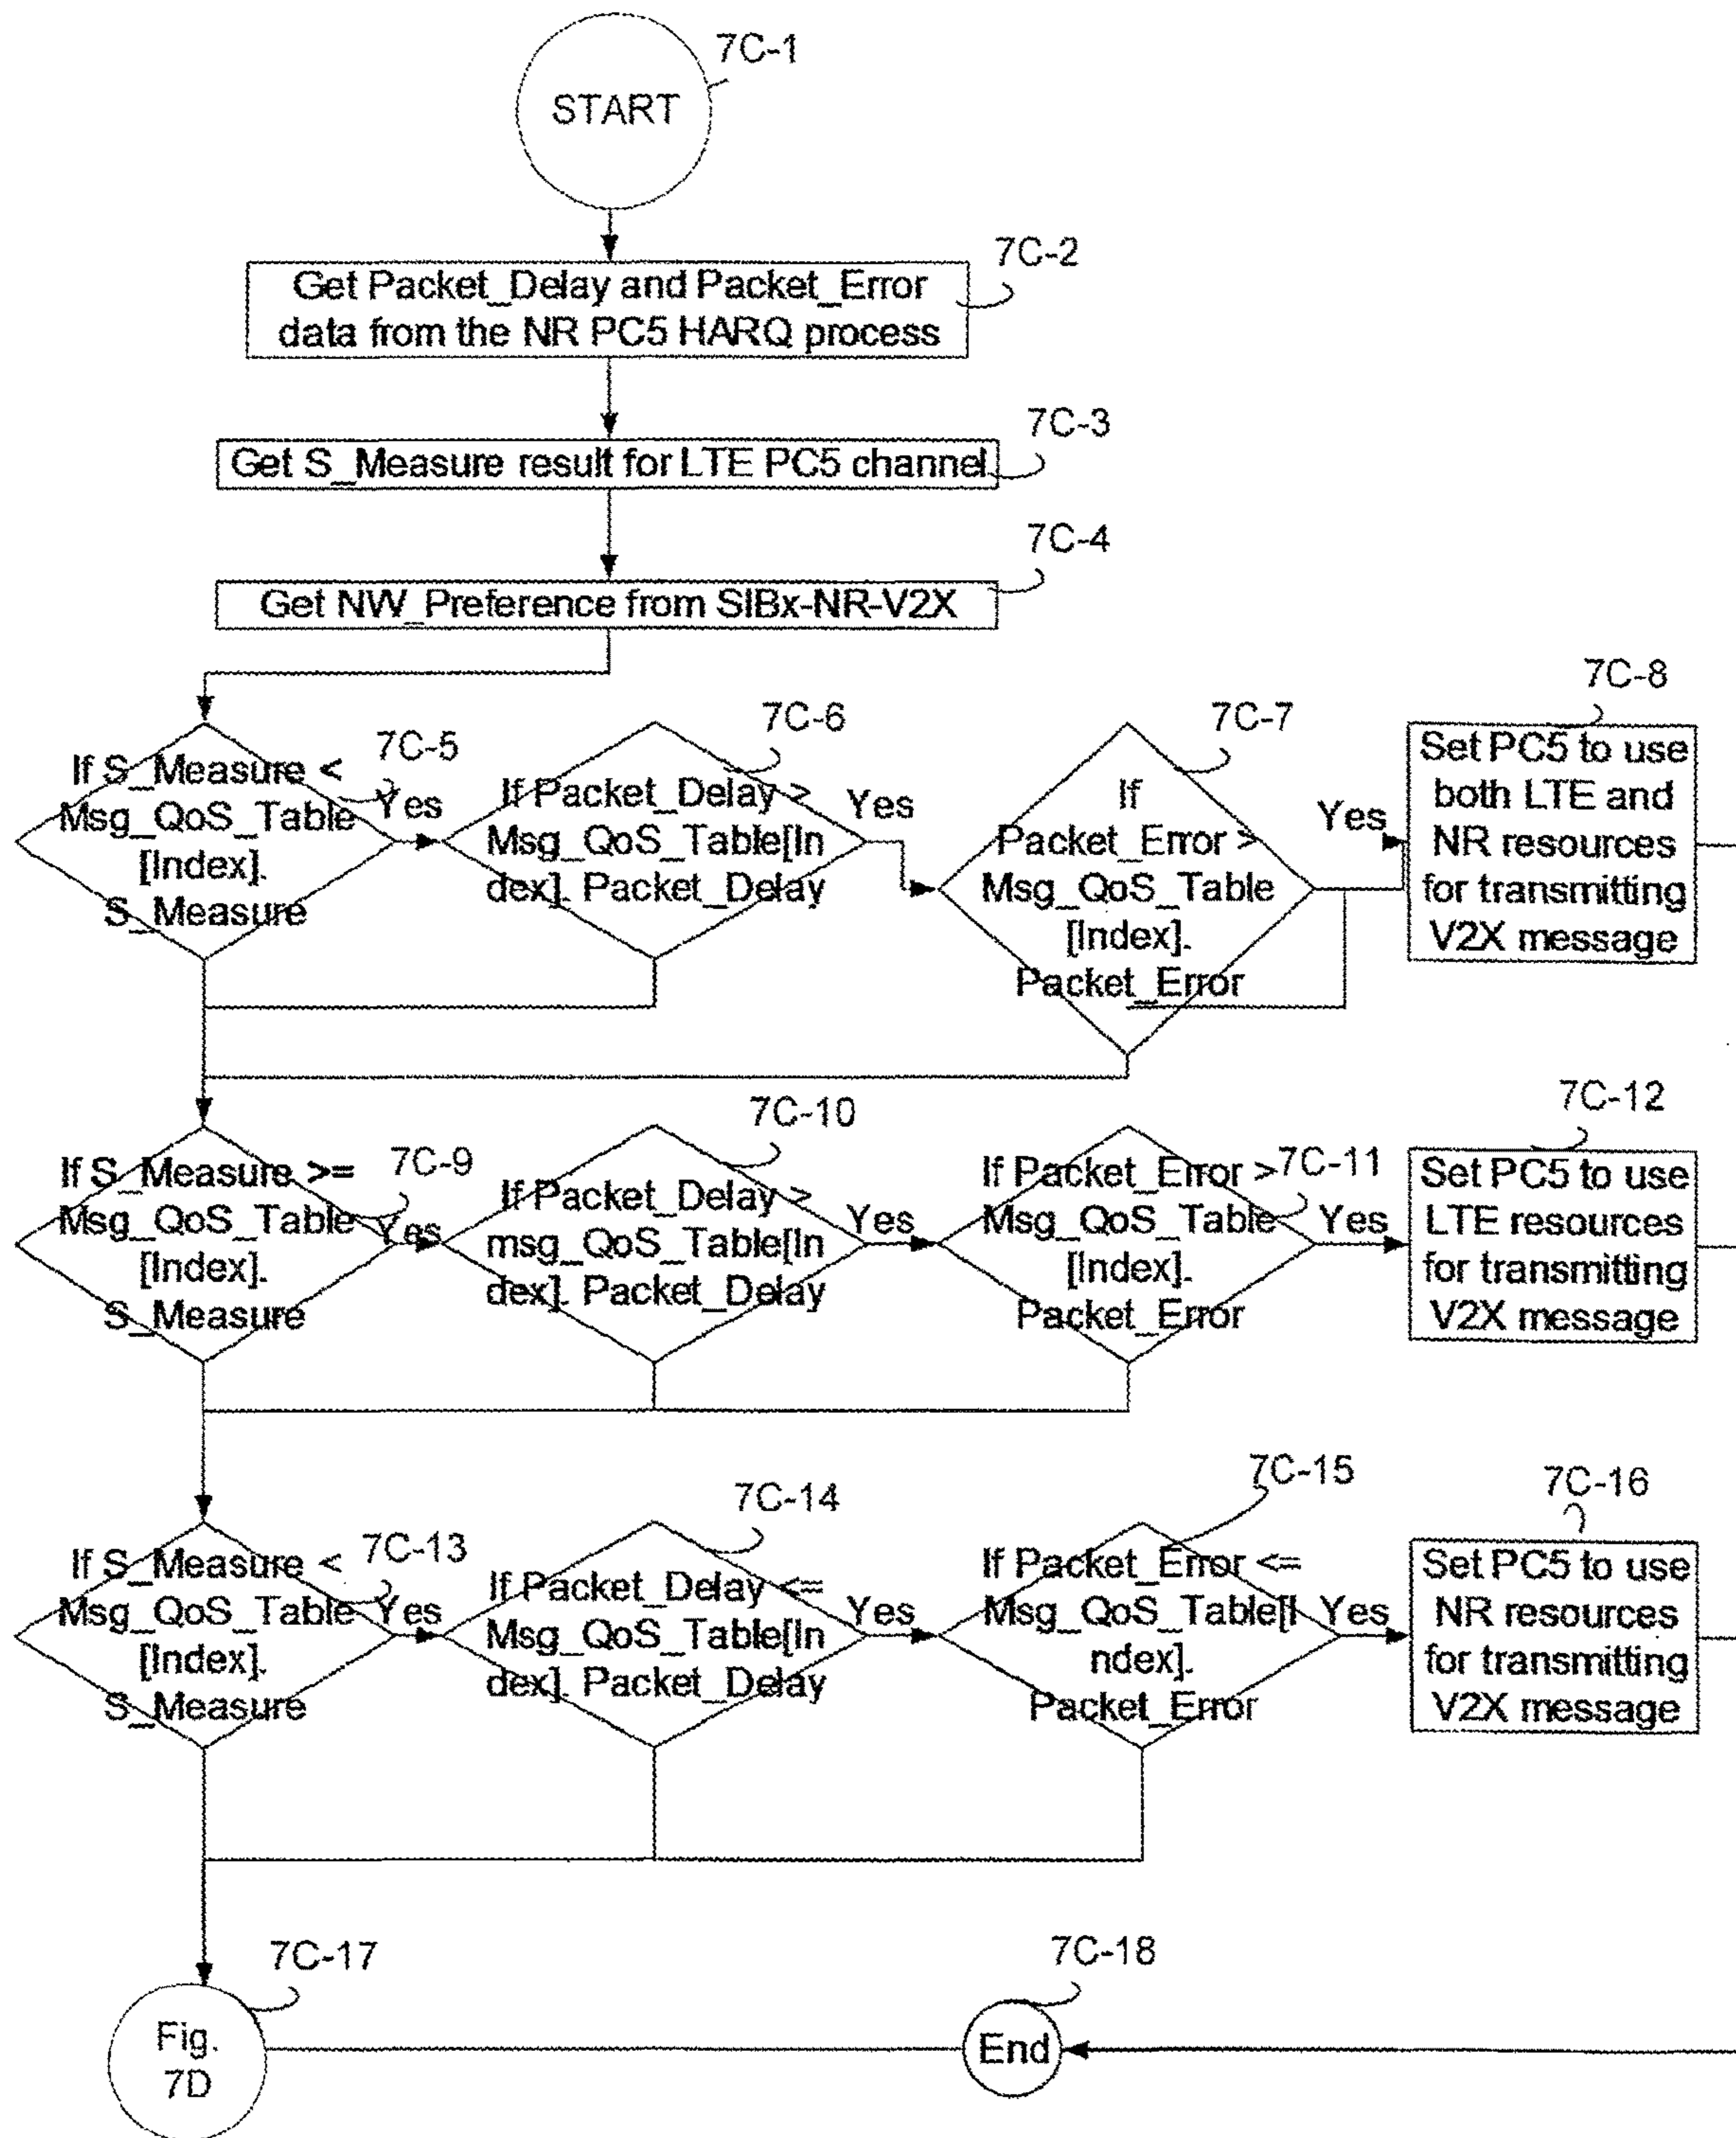 7C-1
START
7C-2
Get Packet_Delay and Packet_Error
data from the NR PC5 HARQ process
7C-3
Get S_Measure result for LTE PC5 channel
7C-4
Get NW_Preference from SIBx-NR-V2X
7C-5
If S_Measure <
Msg_QoS_Table
[Index].
S_Measure
Yes
7C-6
If Packet_Delay >
Msg_QoS_Table[In
dex]. Packet_Delay
Yes
7C-7
If
Packet_Error >
Msg_QoS_Table
[Index].
Packet_Error
Yes
7C-8
Set PC5 to use
both LTE and
NR resources
for transmitting
V2X message
7C-9
If S_Measure >=
Msg_QoS_Table
[Index].
S_Measure
Yes
7C-10
If Packet_Delay >
msg_QoS_Table[In
dex]. Packet_Delay
Yes
7C-11
If Packet_Error >
Msg_QoS_Table
[Index].
Packet_Error
Yes
7C-12
Set PC5 to use
LTE resources
for transmitting
V2X message
7C-13
If S_Measure <
Msg_QoS_Table
[Index].
S_Measure
Yes
7C-14
If Packet_Delay <=
Msg_QoS_Table[In
dex]. Packet_Delay
Yes
7C-15
If Packet_Error <=
Msg_QoS_Table[I
ndex].
Packet_Error
Yes
7C-16
Set PC5 to use
NR resources
for transmitting
V2X message
7C-17
Fig.
7D
7C-18
End